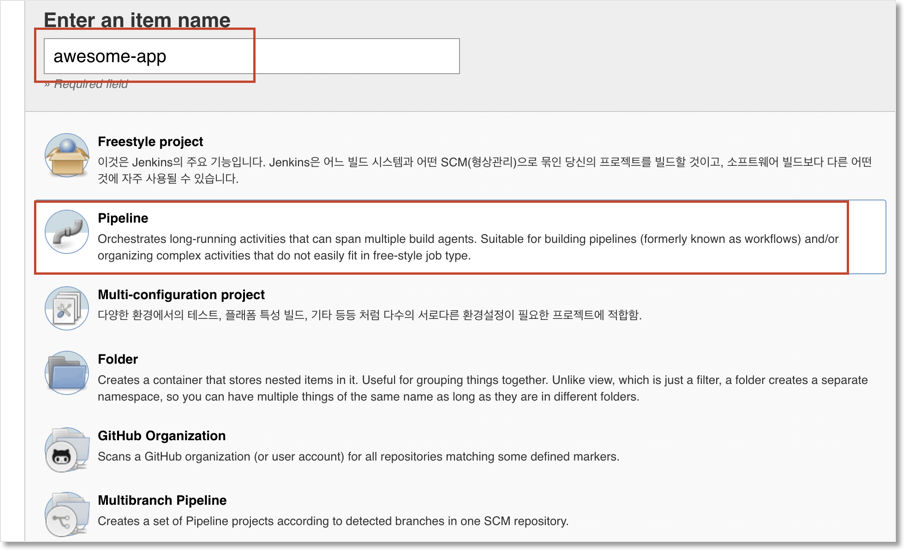 Enter an item name
awesome-app
» Required field
Freestyle project
이것은 Jenkins의 주요 기능입니다. Jenkins은 어느 빌드 시스템과 어떤 SCM(형상관리)으로 묶인 당신의 프로젝트를 빌드할 것이고, 소프트웨어 빌드보다 다른 어떤
것에 자주 사용될 수 있습니다.
Pipeline
Orchestrates long-running activities that can span multiple build agents. Suitable for building pipelines (formerly known as workflows) and/or
organizing complex activities that do not easily fit in free-style job type.
Multi-configuration project
다양한 환경에서의 테스트, 플래폼 특성 빌드, 기타 등등 처럼 다수의 서로다른 환경설정이 필요한 프로젝트에 적합함.
Folder
Creates a container that stores nested items in it. Useful for grouping things together. Unlike view, which is just a filter, a folder creates a separate
namespace, so you can have multiple things of the same name as long as they are in different folders.
GitHub Organization
Scans a GitHub organization (or user account) for all repositories matching some defined markers.
Multibranch Pipeline
Creates a set of Pipeline projects according to detected branches in one SCM repository.